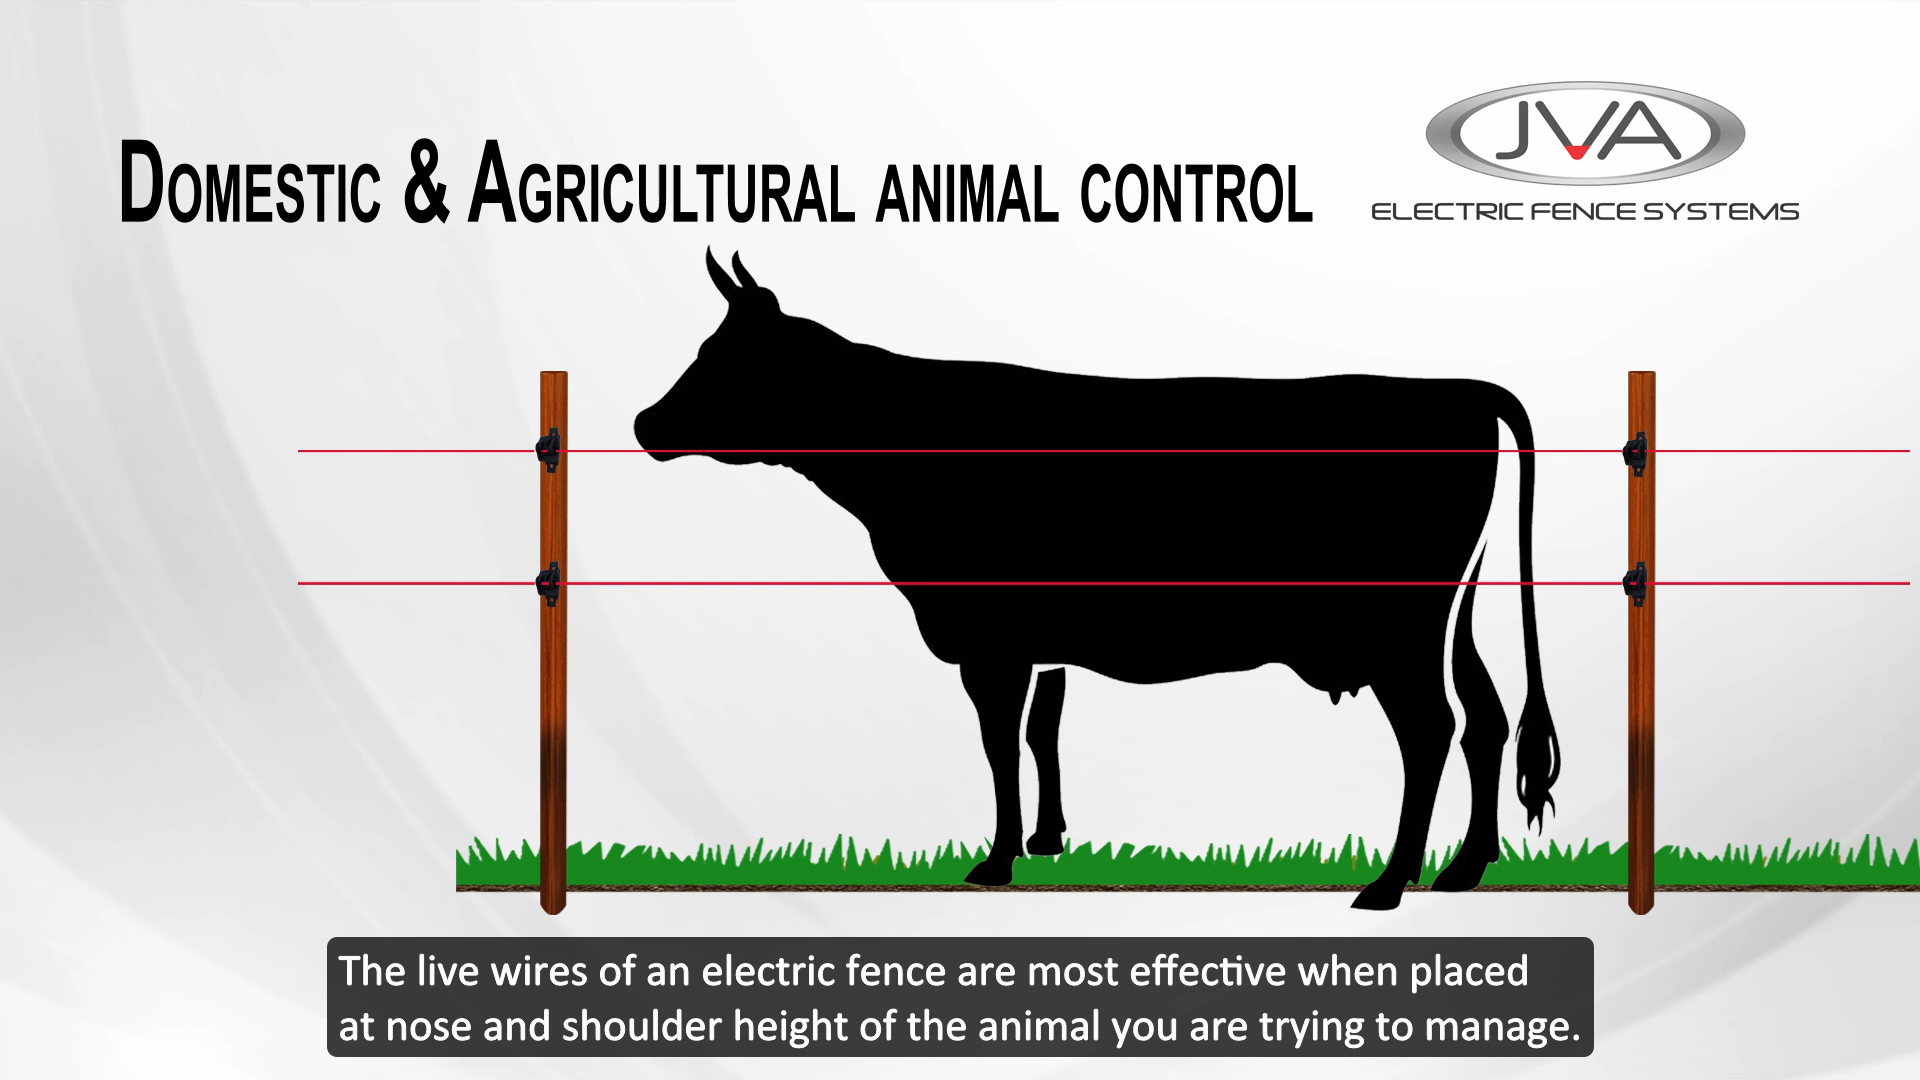 Domestic & Agricultural animal control
JVA
ELECTRIC FENCE SYSTEMS
The live wires of an electric fence are most effective when placed
at nose and shoulder height of the animal you are trying to manage.